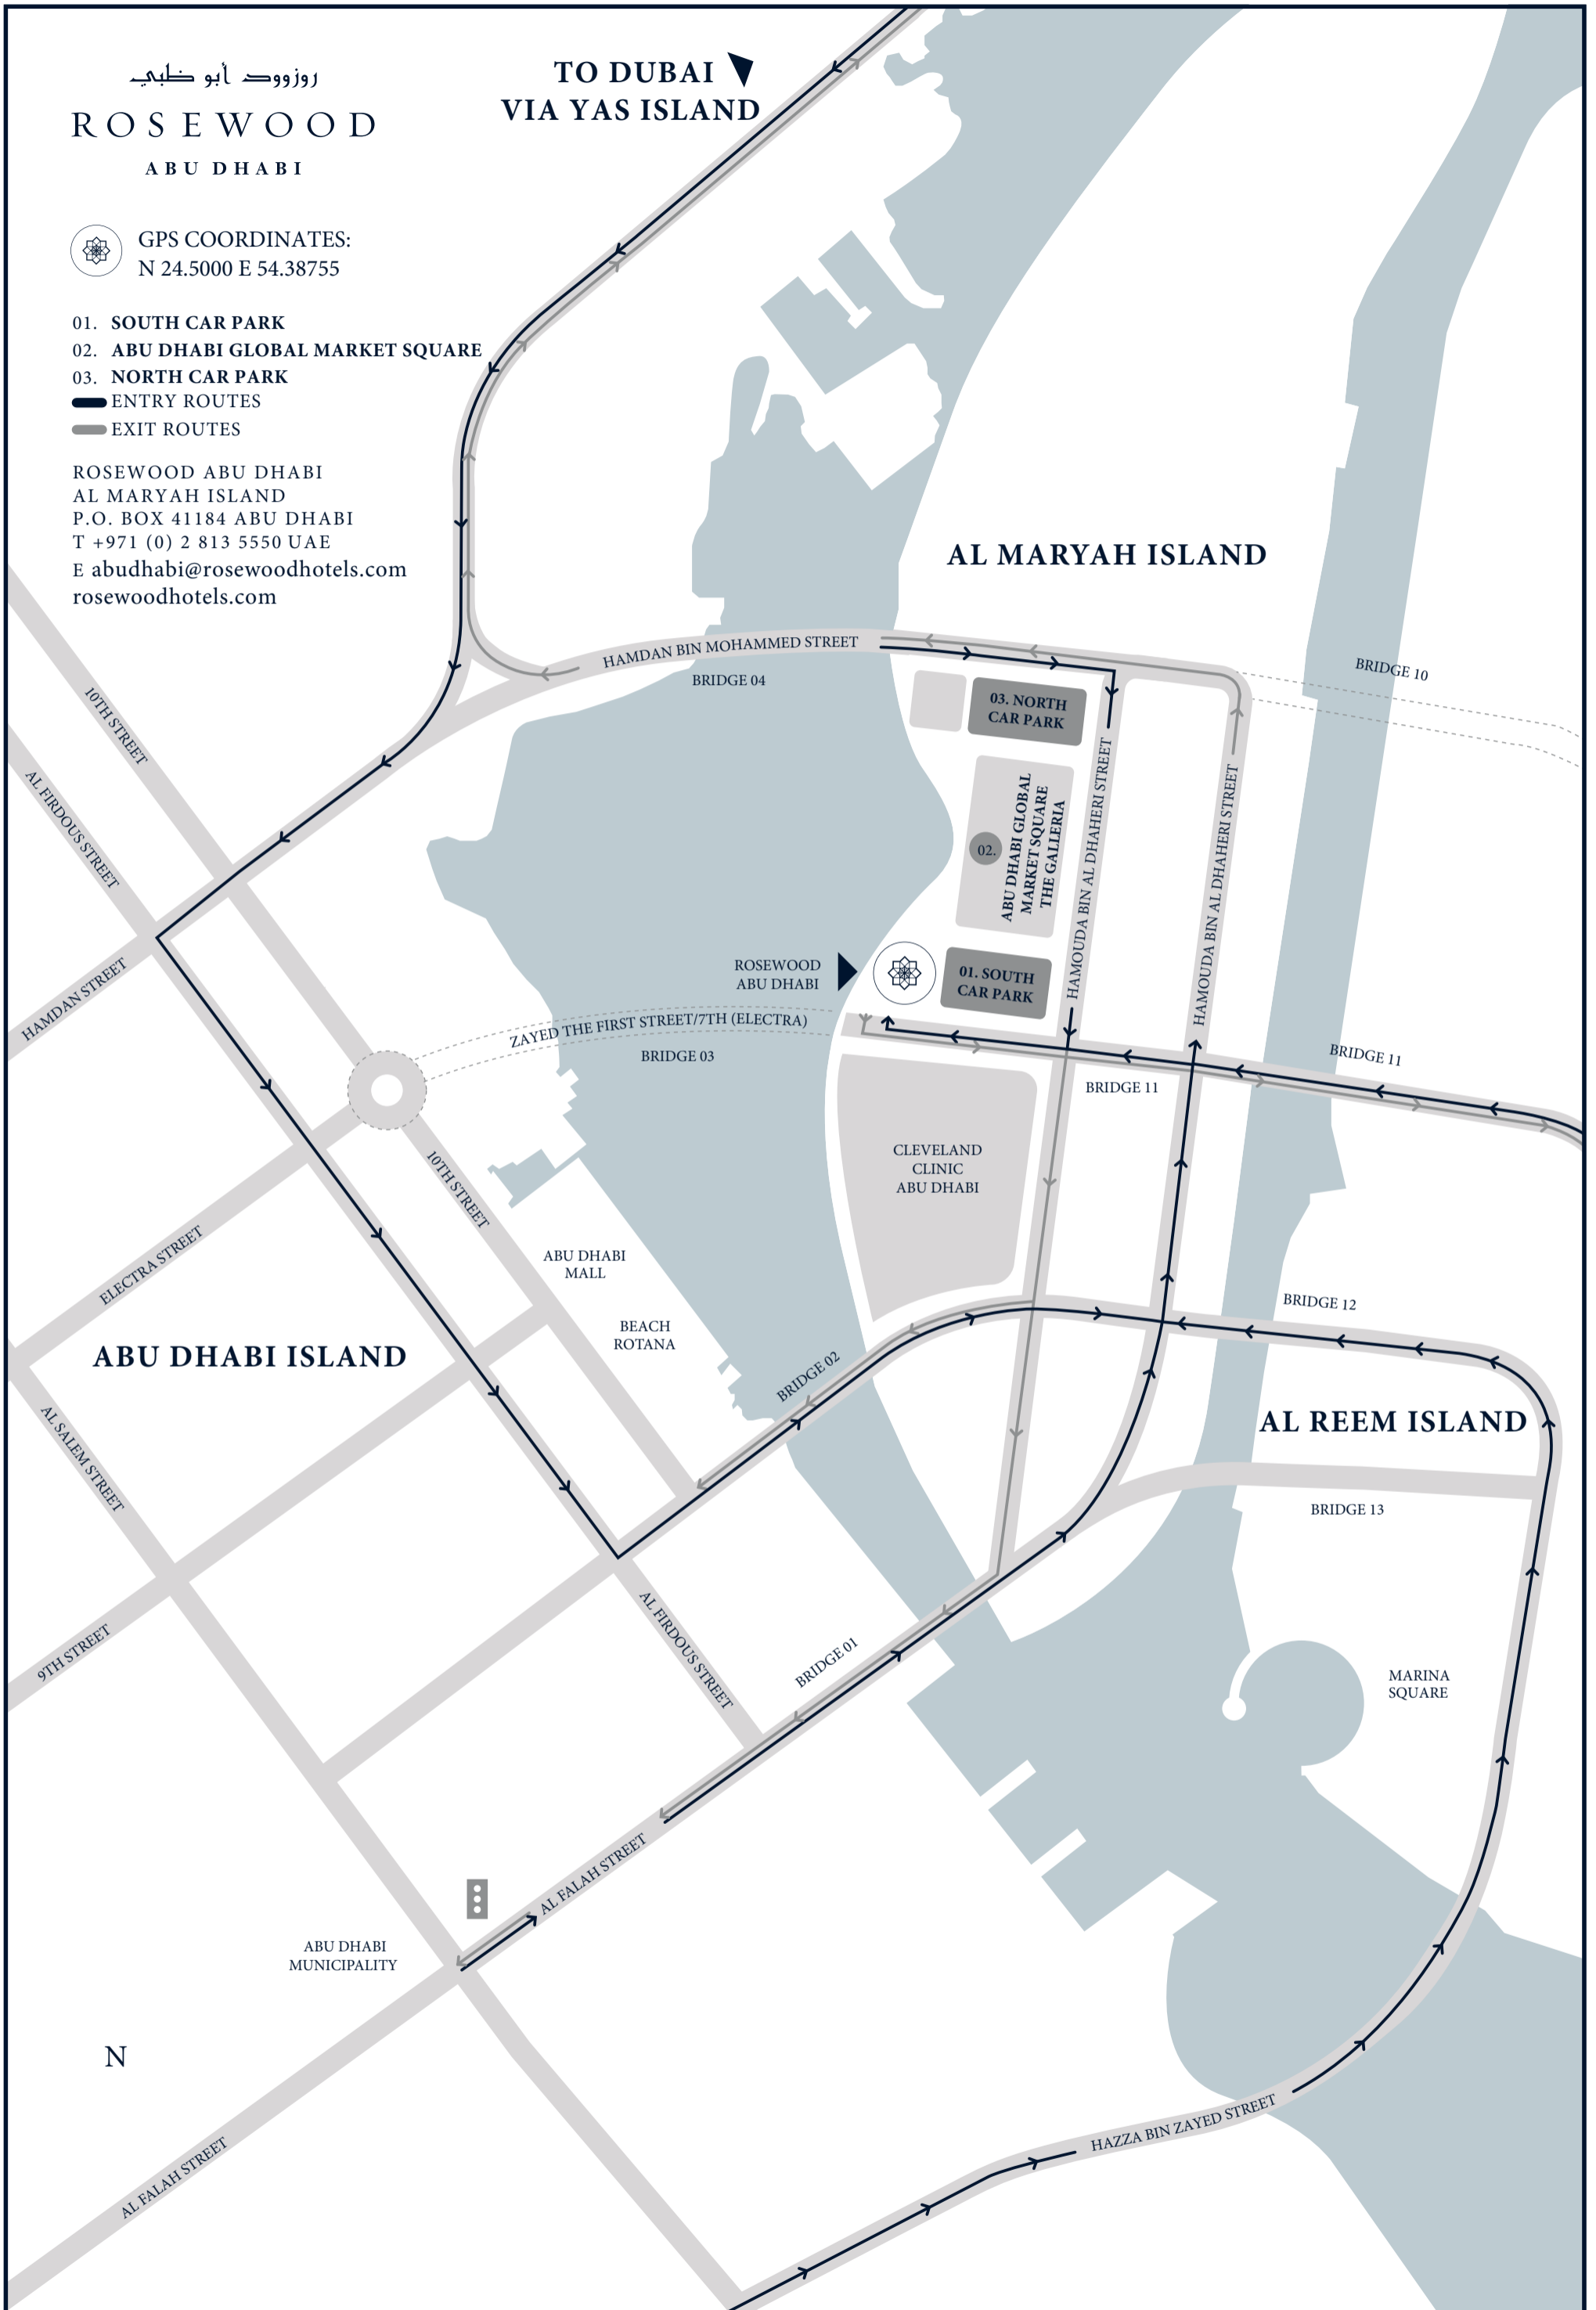 روزوود أبو ظبي
ROSEWOOD
ABU DHABI
GPS COORDINATES:
N 24.5000 E 54.38755
01. SOUTH CAR PARK
02. ABU DHABI GLOBAL MARKET SQUARE
03. NORTH CAR PARK
ENTRY ROUTES
EXIT ROUTES
ROSEWOOD ABU DHABI
AL MARYAH ISLAND
P.O. BOX 41184 ABU DHABI
T +971 (0) 2 813 5550 UAE
E abudhabi@rosewoodhotels.com
rosewoodhotels.com
TO DUBAI
VIA YAS ISLAND
AL MARYAH ISLAND
HAMDAN BIN MOHAMMED STREET
BRIDGE 04
BRIDGE 10
03. NORTH
CAR PARK
10TH STREET
AL FIRDOUS STREET
02.
ABU DHABI GLOBAL
MARKET SQUARE
THE GALLERIA
HAMOUDA BIN AL DHAHERI STREET
HAMOUDA BIN AL DHAHERI STREET
HAMDAN STREET
ROSEWOOD
ABU DHABI
01. SOUTH
CAR PARK
ZAYED THE FIRST STREET/7TH (ELECTRA)
BRIDGE 03
BRIDGE 11
BRIDGE 11
CLEVELAND
CLINIC
ABU DHABI
10TH STREET
ELECTRA STREET
ABU DHABI
MALL
BEACH
ROTANA
BRIDGE 12
ABU DHABI ISLAND
BRIDGE 02
AL REEM ISLAND
AL SALEM STREET
BRIDGE 13
9TH STREET
AL FIRDOUS STREET
BRIDGE 01
MARINA
SQUARE
AL FALAH STREET
ABU DHABI
MUNICIPALITY
N
AL FALAH STREET
HAZZA BIN ZAYED STREET